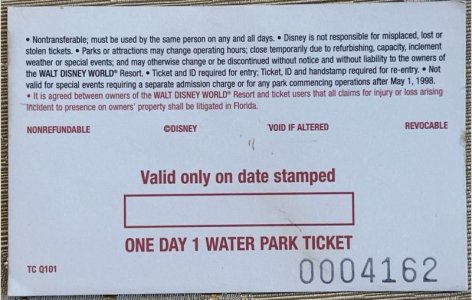 • Nontransferable; must be used by the same person on any and all days. • Disney is not responsible for misplaced, lost or
stolen tickets. • Parks or attractions may change operating hours; close temporarily due to refurbishing, capacity, inclement
weather or special events; and may otherwise change or be discontinued without notice and without liability to the owners of
the WALT DISNEY WORLD® Resort. • Ticket and ID required for entry; Ticket, ID and handstamp required for re-entry. • Not
valid for special events requiring a separate admission charge or for any park commencing operations after May 1, 1998.
• It is agreed between owners of the WALT DISNEY WORLD® Resort and ticket users that all claims for injury or loss arising
incident to presence on owners' property shall be litigated in Florida.
NONREFUNDABLE ©DISNEY VOID IF ALTERED REVOCABLE
Valid only on date stamped
ONE DAY 1 WATER PARK TICKET
TC Q101 0004162